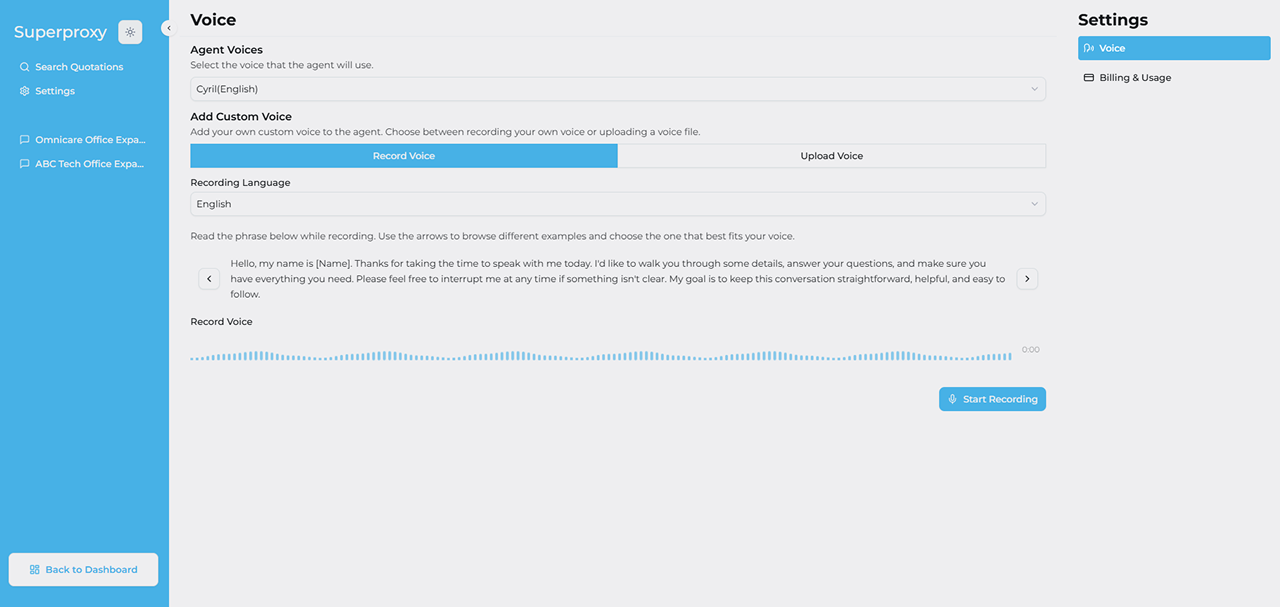 Superproxy
Search Quotations
Settings
Omnicare Office Expa...
ABC Tech Office Expa...
Back to Dashboard
Voice
Agent Voices
Select the voice that the agent will use.
Cyril(English)
Add Custom Voice
Add your own custom voice to the agent. Choose between recording your own voice or uploading a voice file.
Record Voice
Upload Voice
Recording Language
English
Read the phrase below while recording. Use the arrows to browse different examples and choose the one that best fits your voice.
Hello, my name is [Name]. Thanks for taking the time to speak with me today. I'd like to walk you through some details, answer your questions, and make sure you
have everything you need. Please feel free to interrupt me at any time if something isn't clear. My goal is to keep this conversation straightforward, helpful, and easy to
follow.
Record Voice
0:00
Start Recording
Settings
Voice
Billing & Usage